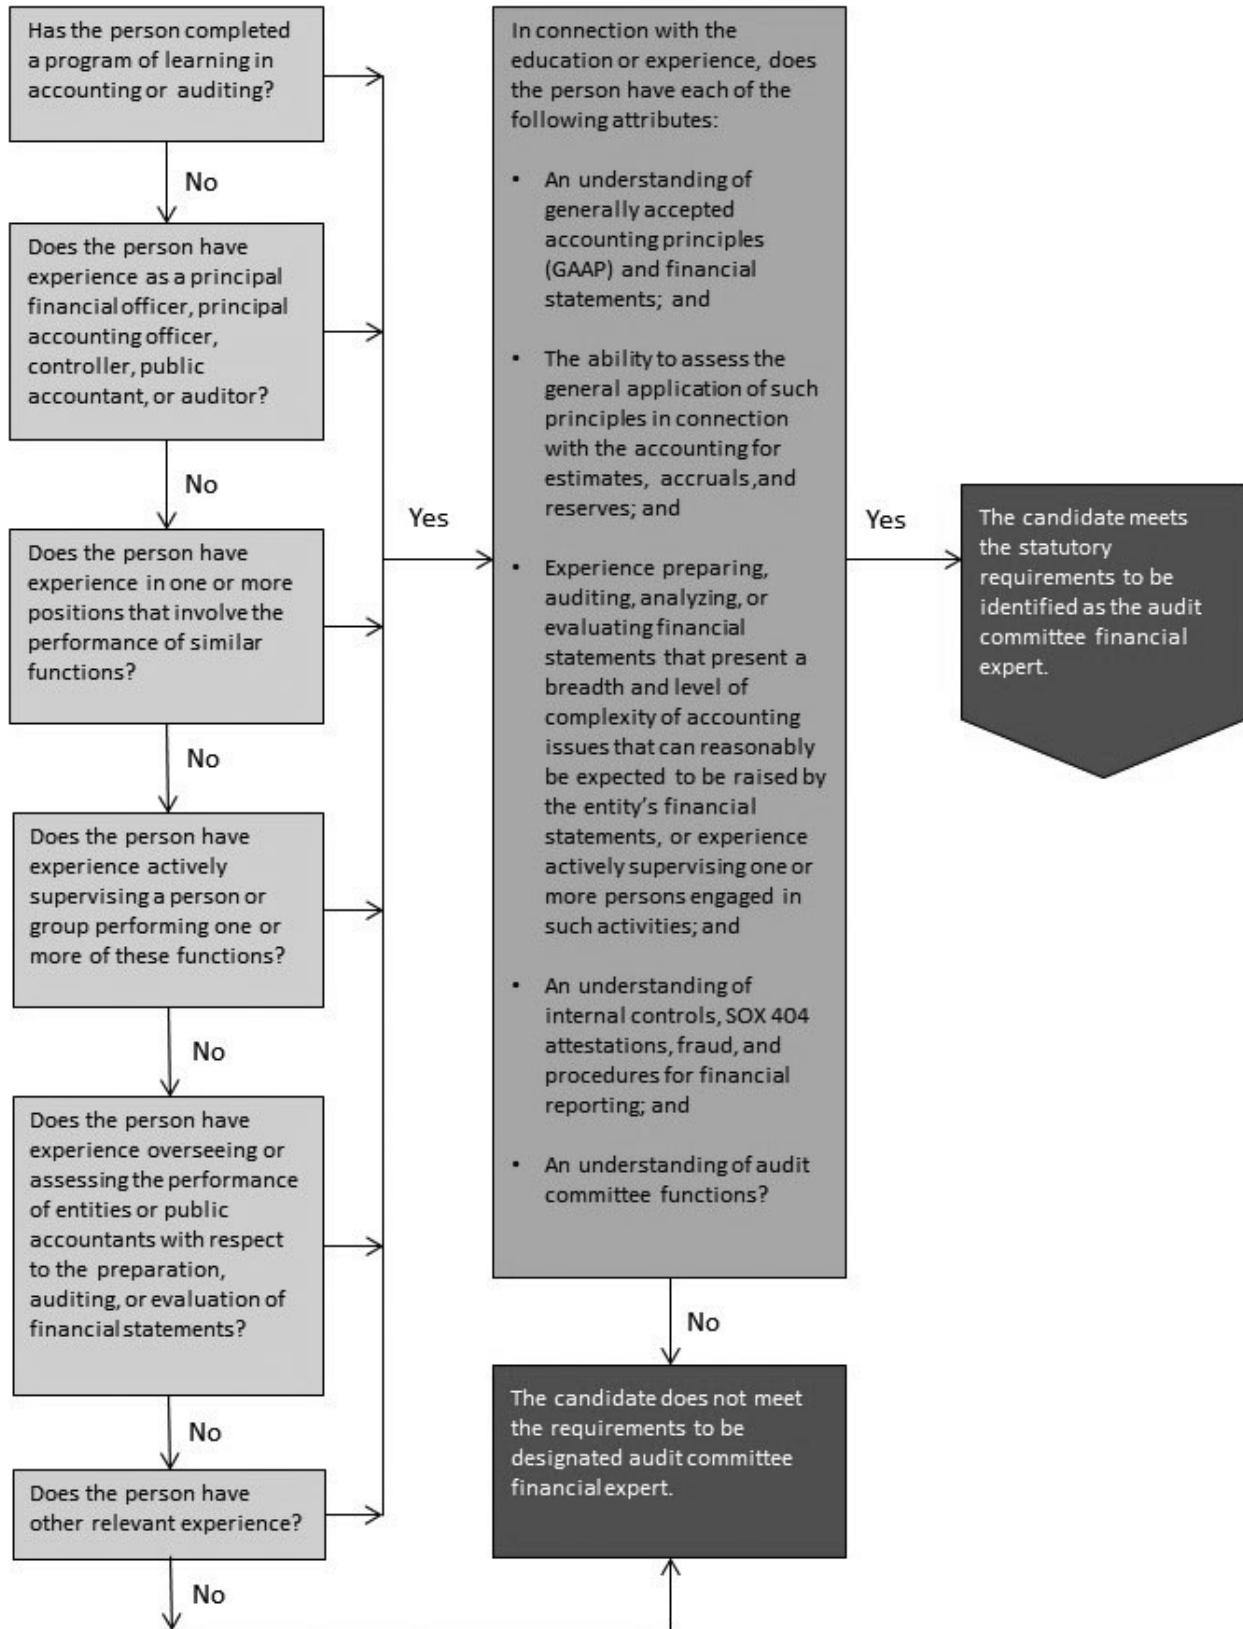 Has the person completed
a program of learning in
accounting or auditing?
No
Does the person have
experience as a principal
financial officer, principal
accounting officer,
controller, public
accountant, or auditor?
No
Does the person have
experience in one or more
positions that involve the
performance of similar
functions?
No
Does the person have
experience actively
supervising a person or
group performing one or
more of these functions?
No
Does the person have
experience overseeing or
assessing the performance
of entities or public
accountants with respect
to the preparation,
auditing, or evaluation of
financial statements?
No
Does the person have
other relevant experience?
No
Yes
In connection with the
education or experience, does
the person have each of the
following attributes:
• An understanding of
generally accepted
accounting principles
(GAAP) and financial
statements; and
• The ability to assess the
general application of such
principles in connection
with the accounting for
estimates, accruals ,and
reserves; and
• Experience preparing,
auditing, analyzing, or
evaluating financial
statements that present a
breadth and level of
complexity of accounting
issues that can reasonably
be expected to be raised by
the entity's financial
statements, or experience
actively supervising one or
more persons engaged in
such activities; and
• An understanding of
internal controls, SOX 404
attestations, fraud, and
procedures for financial
reporting; and
• An understanding of audit
committee functions?
No
The candidate does not meet
the requirements to be
designated audit committee
financial expert.
Yes
The candidate meets
the statutory
requirements to be
identified as the audit
committee financial
expert.